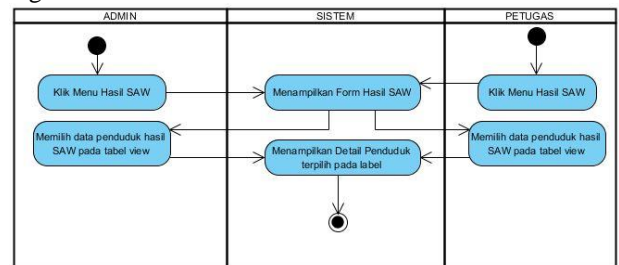 ADMIN
SISTEM
PETUGAS
Klik Menu Hasil SAW
Menampilkan Form Hasil SAW
Klik Menu Hasil SAW
Memilih data penduduk hasil
SAW pada tabel view
Menampilkan Detail Penduduk
terpilih pada label
Memilih data penduduk hasil
SAW pada tabel view